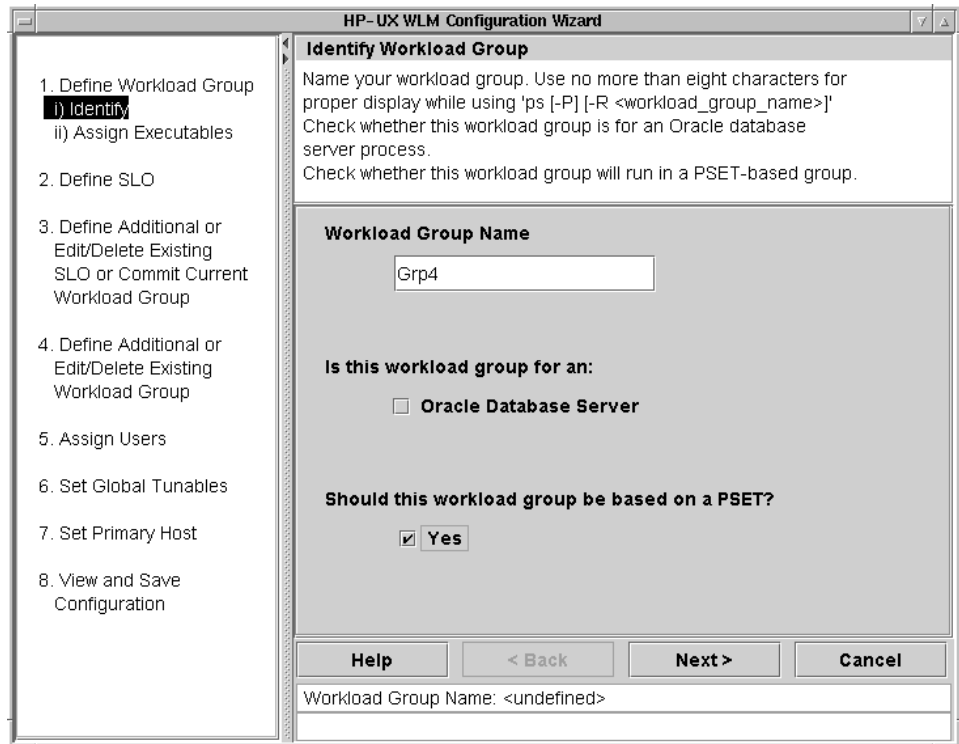 HP-UX WLM Configuration Wizard
1. Define Workload Group
i) Identify
ii) Assign Executables
2. Define SLO
3. Define Additional or
Edit/Delete Existing
SLO or Commit Current
Workload Group
4. Define Additional or
Edit/Delete Existing
Workload Group
5. Assign Users
6. Set Global Tunables
7. Set Primary Host
8. View and Save
Configuration
Identify Workload Group
Name your workload group. Use no more than eight characters for
proper display while using 'ps [-P] [-R <workload_group_name>]'
Check whether this workload group is for an Oracle database
server process.
Check whether this workload group will run in a PSET-based group.
Workload Group Name
Grp4
Is this workload group for an:
Oracle Database Server
Should this workload group be based on a PSET?
Yes
Help
< Back
Next >
Cancel
Workload Group Name: <undefined>